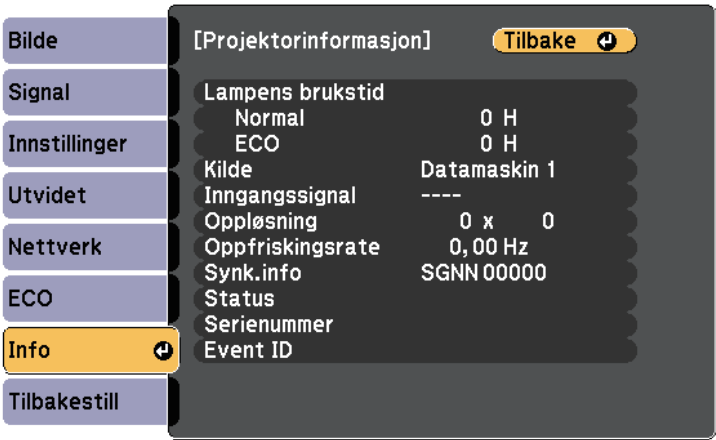 Bilde
Signal
Innstillinger
Utvidet
Nettverk
ECO
Info
Tilbakestill
[Projektorinformasjon] Tilbake
Lampens brukstid
Normal 0 H
ECO 0 H
Kilde Datamaskin 1
Inngangssignal ----
Oppløsning 0 x 0
Oppfriskingsrate 0,00 Hz
Synk.info SGNN 00000
Status
Serienummer
Event ID